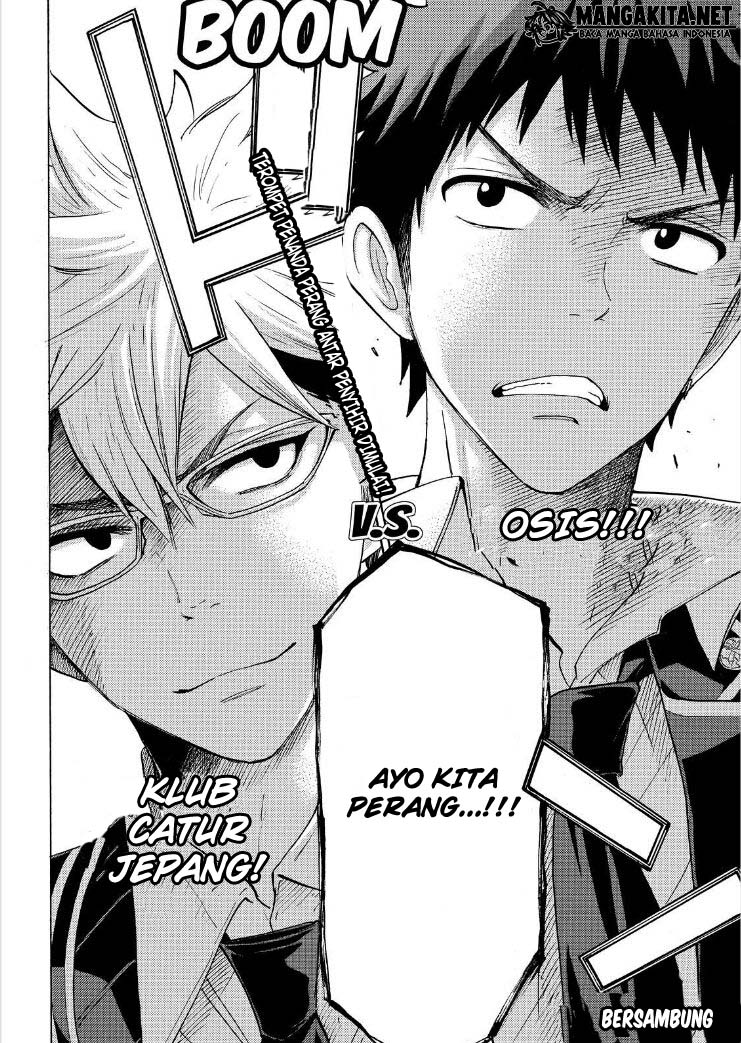 BOOM
MANGAKITA.NET
BACA MANGA BAHASA INDONESIA
TEROMPET PENANDA PERANG ANTAR PENYIHIR DIMULAI!
V.S.
OSIS!!!
AYO KITA
PERANG...!!!
KLUB
CATUR
JEPANG!
BERSAMBUNG